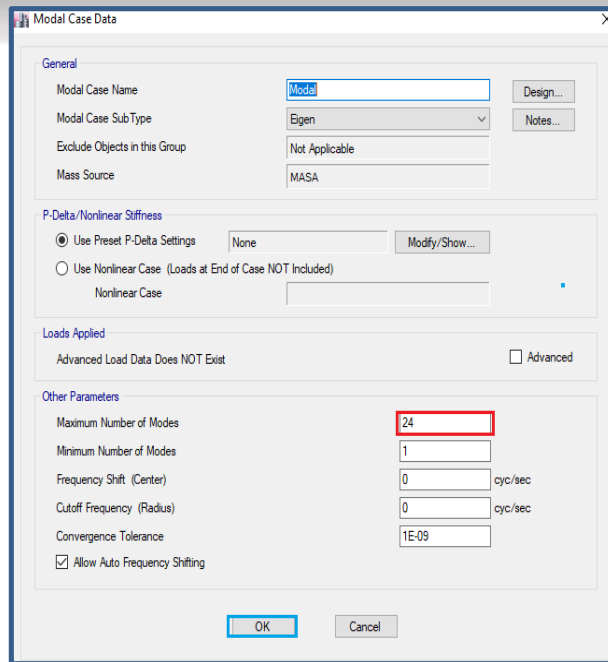 Modal Case Data
General
Modal Case Name
Modal
Design...
Modal Case SubType
Eigen
Notes...
Exclude Objects in this Group
Not Applicable
Mass Source
MASA
P-Delta/Nonlinear Stiffness
Use Preset P-Delta Settings
None
Modify/Show...
Use Nonlinear Case (Loads at End of Case NOT Included)
Nonlinear Case
Loads Applied
Advanced Load Data Does NOT Exist
Advanced
Other Parameters
Maximum Number of Modes
24
Minimum Number of Modes
1
Frequency Shift (Center)
0
cyc/sec
Cutoff Frequency (Radius)
0
cyc/sec
Convergence Tolerance
1E-09
Allow Auto Frequency Shifting
OK
Cancel